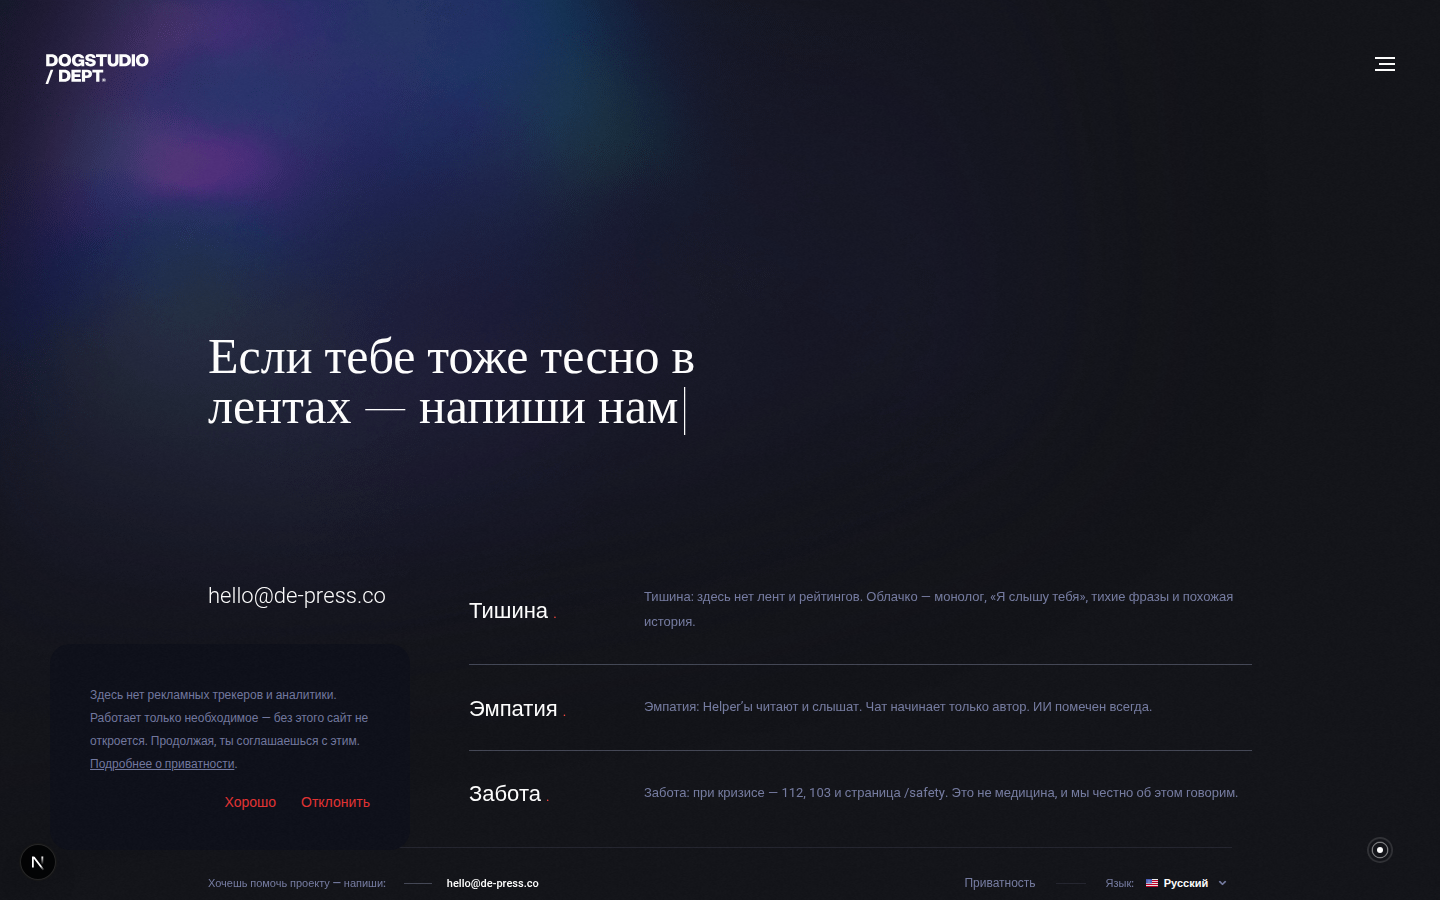 DOGSTUDIO
/ DEPT.
Если тебе тоже тесно в
лентах — напиши нам
hello@de-press.co
Тишина .
Тишина: здесь нет лент и рейтингов. Облачко — монолог, «Я слышу тебя», тихие фразы и похожая
история.
Эмпатия .
Эмпатия: Helper’ы читают и слышат. Чат начинает только автор. ИИ помечен всегда.
Забота .
Забота: при кризисе — 112, 103 и страница /safety. Это не медицина, и мы честно об этом говорим.
Здесь нет рекламных трекеров и аналитики.
Работает только необходимое — без этого сайт не
откроется. Продолжая, ты соглашаешься с этим.
Подробнее о приватности.
Хорошо Отклонить
N
Хочешь помочь проекту — напиши: hello@de-press.co
Приватность Язык: Русский